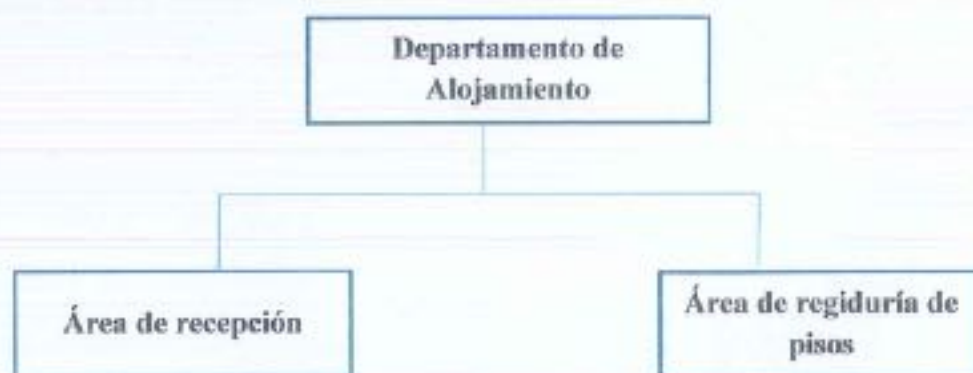 Departamento de
Alojamiento
Área de recepción
Área de regiduría de
pisos